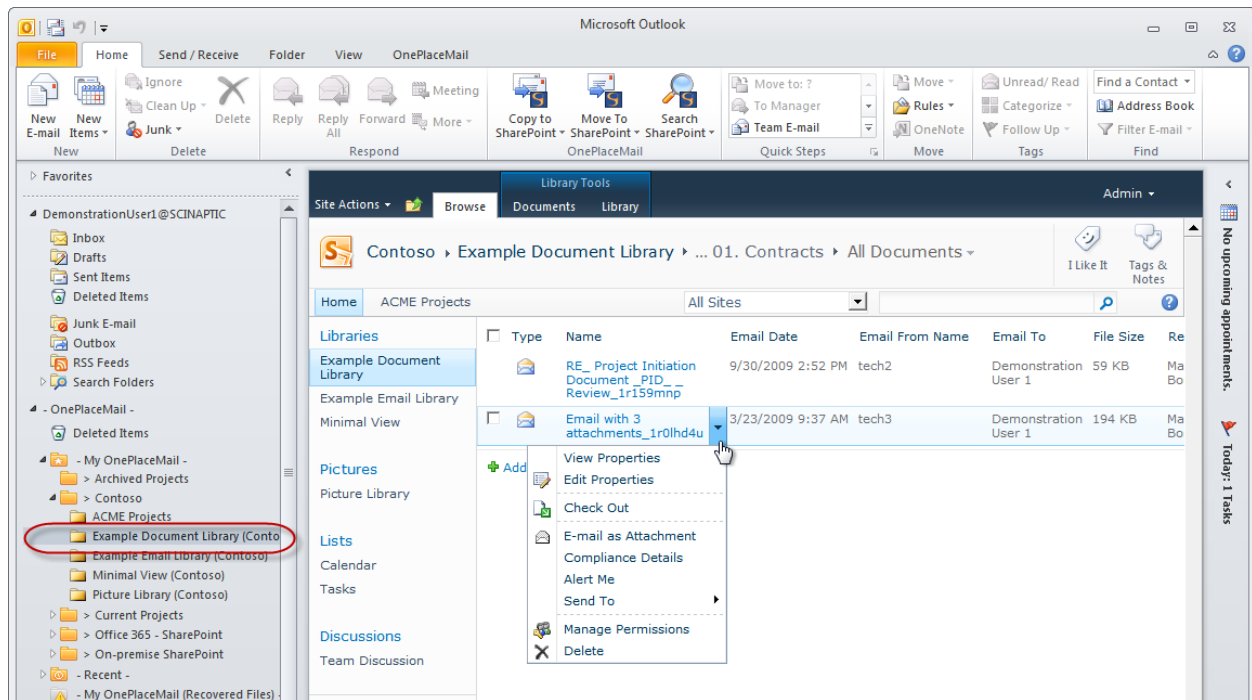 Microsoft Outlook
File Home Send / Receive Folder View OnePlaceMail
New E-mail
New Items
New
Ignore
Clean Up
Junk
Delete
Delete
Reply
Reply All
Forward
Meeting
More
Respond
Copy to SharePoint
Move To SharePoint
Search SharePoint
OnePlaceMail
Move to: ?
To Manager
Team E-mail
Quick Steps
Move
Rules
OneNote
Move
Unread/ Read
Categorize
Follow Up
Tags
Find a Contact
Address Book
Filter E-mail
Find
Favorites
DemonstrationUser1@SCINAPTIC
Inbox
Drafts
Sent Items
Deleted Items
Junk E-mail
Outbox
RSS Feeds
Search Folders
- OnePlaceMail -
Deleted Items
- My OnePlaceMail -
> Archived Projects
> Contoso
ACME Projects
Example Document Library (Conto
Example Email Library (Contoso)
Minimal View (Contoso)
Picture Library (Contoso)
> Current Projects
> Office 365 - SharePoint
> On-premise SharePoint
- Recent -
- My OnePlaceMail (Recovered Files) -
Library Tools
Site Actions Browse Documents Library
Admin
Contoso Example Document Library ... 01. Contracts All Documents
I Like It
Tags &
Notes
Home ACME Projects
All Sites
Libraries
Example Document
Library
Example Email Library
Minimal View
Pictures
Picture Library
Lists
Calendar
Tasks
Discussions
Team Discussion
Type Name Email Date Email From Name Email To File Size Re
RE_ Project Initiation
Document _PID_ _
Review_1r159mnp
9/30/2009 2:52 PM tech2
Demonstration
User 1
59 KB
Ma
Bo
Email with 3
attachments_1r0lhd4u
3/23/2009 9:37 AM tech3
Demonstration
User 1
194 KB
Ma
Bo
Add
View Properties
Edit Properties
Check Out
E-mail as Attachment
Compliance Details
Alert Me
Send To
Manage Permissions
Delete
No upcoming appointments.
Today: 1 Tasks